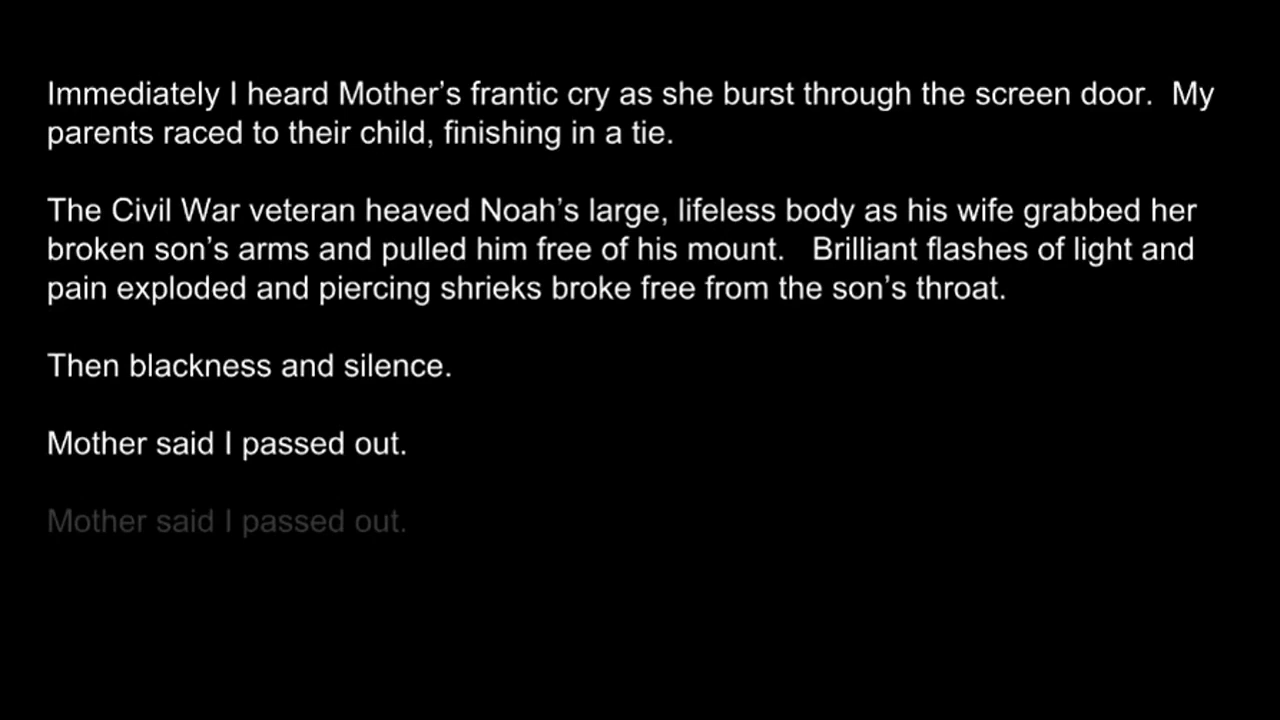 Immediately I heard Mother’s frantic cry as she burst through the screen door.  My
parents raced to their child, finishing in a tie.
The Civil War veteran heaved Noah’s large, lifeless body as his wife grabbed her
broken son’s arms and pulled him free of his mount.   Brilliant flashes of light and
pain exploded and piercing shrieks broke free from the son’s throat.
Then blackness and silence.
Mother said I passed out.
Mother said I passed out.